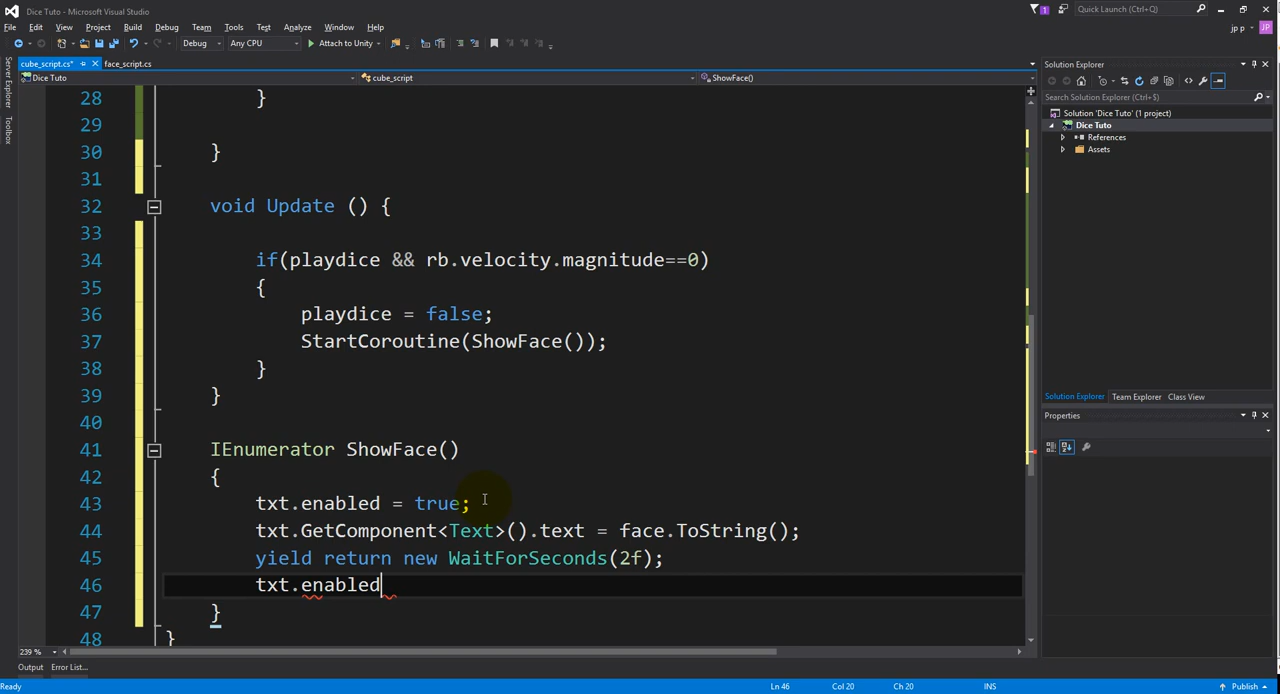 Dice Tuto - Microsoft Visual Studio
1
Quick Launch (Ctrl+Q)
File Edit View Project Build Debug Team Tools Test Analyze Window Help
jp p
JP
Debug Any CPU Attach to Unity
Server Explorer
Toolbox
cube_script.cs* face_script.cs
Dice Tuto cube_script ShowFace()
28 }
29
30 }
31
32 void Update () {
33
34 if(playdice && rb.velocity.magnitude==0)
35 {
36 playdice = false;
37 StartCoroutine(ShowFace());
38 }
39 }
40
41 IEnumerator ShowFace()
42 {
43 txt.enabled = true;
44 txt.GetComponent<Text>().text = face.ToString();
45 yield return new WaitForSeconds(2f);
46 txt.enabled
47 }
48 }
239 %
Solution Explorer
Search Solution Explorer (Ctrl+$)
Solution 'Dice Tuto' (1 project)
Dice Tuto
References
Assets
Solution Explorer Team Explorer Class View
Properties
Output Error List...
Ready Ln 46 Col 20 Ch 20 INS Publish